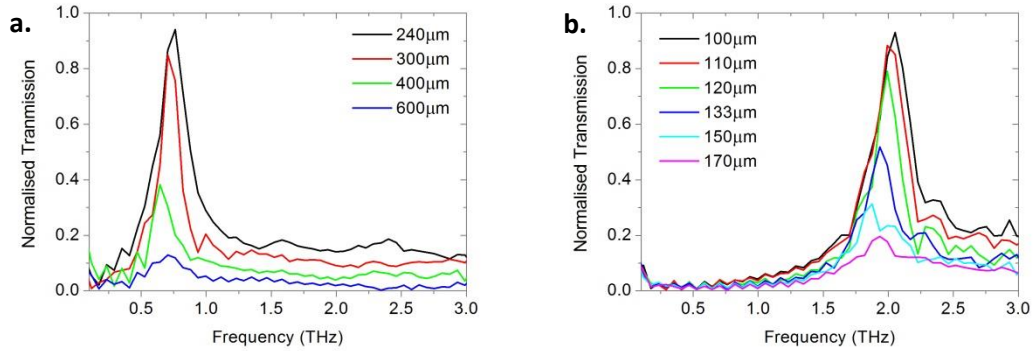 a.
Normalised Tranmission
1.0
0.8
0.6
0.4
0.2
0.0
240μm
300μm
400μm
600μm
0.5 1.0 1.5 2.0 2.5 3.0
Frequency (THz)
b.
Normalised Transmission
1.0
0.8
0.6
0.4
0.2
0.0
100μm
110μm
120μm
133μm
150μm
170μm
0.5 1.0 1.5 2.0 2.5 3.0
Frequency (THz)